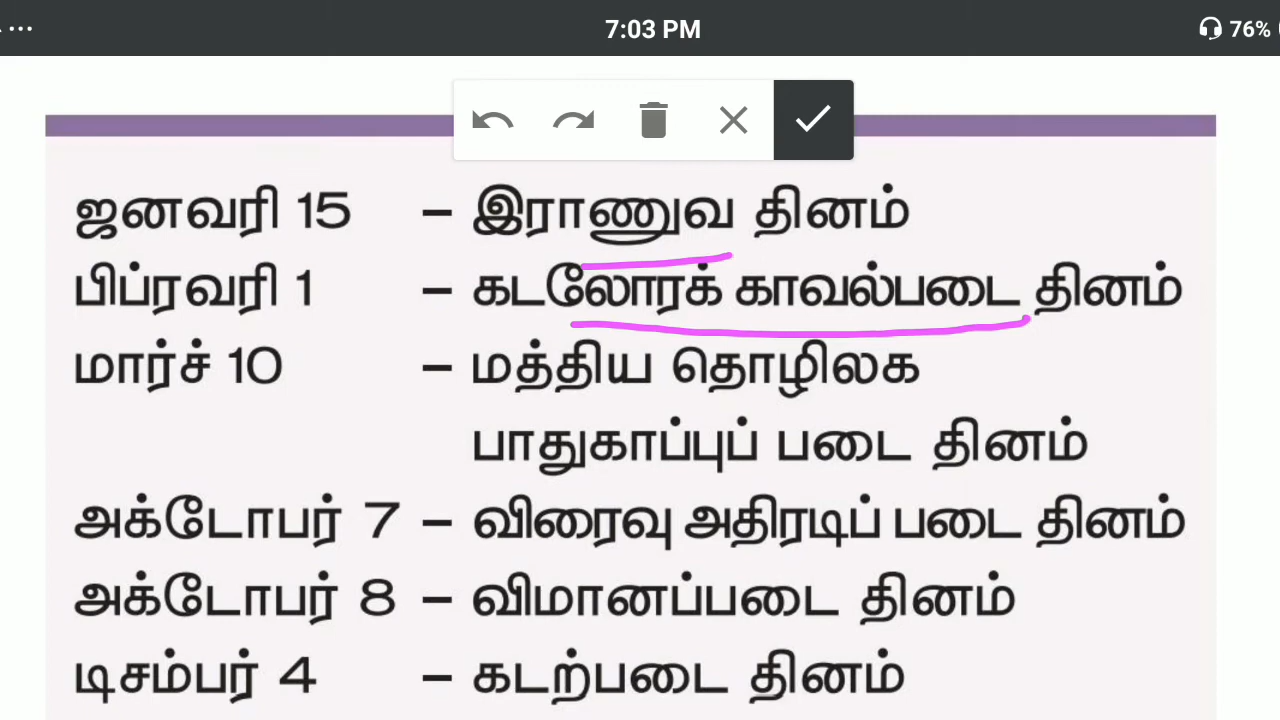 7:03 PM 76%
ஜனவரி 15 – இராணுவ தினம்
பிப்ரவரி 1 – கடலோரக் காவல்படை தினம்
மார்ச் 10 – மத்திய தொழிலக
பாதுகாப்புப் படை தினம்
அக்டோபர் 7 – விரைவு அதிரடிப் படை தினம்
அக்டோபர் 8 – விமானப்படை தினம்
டிசம்பர் 4 – கடற்படை தினம்